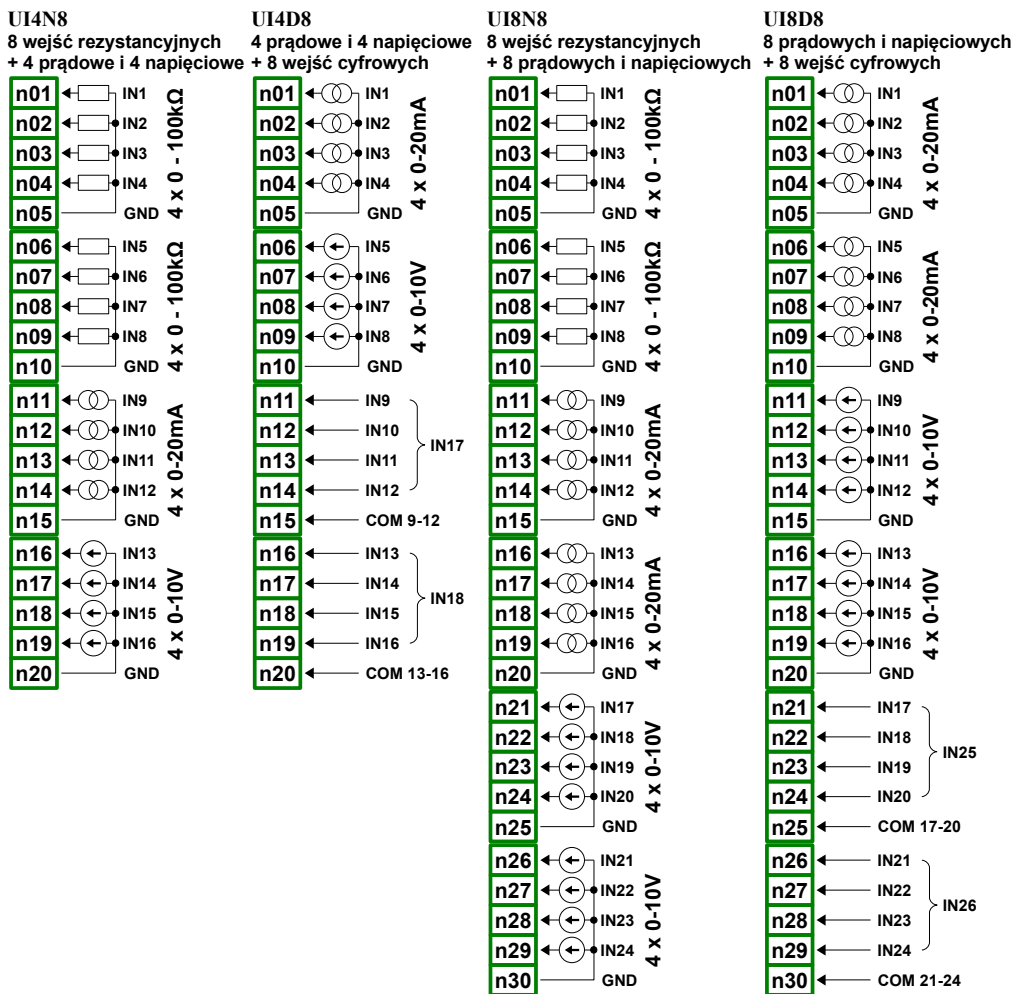 UI4N8
8 wejść rezystancyjnych
+ 4 prądowe i 4 napięciowe
n01 IN1
n02 IN2
n03 IN3
n04 IN4
n05 GND
4 x 0 - 100kΩ
n06 IN5
n07 IN6
n08 IN7
n09 IN8
n10 GND
4 x 0 - 100kΩ
n11 IN9
n12 IN10
n13 IN11
n14 IN12
n15 GND
4 x 0-20mA
n16 IN13
n17 IN14
n18 IN15
n19 IN16
n20 GND
4 x 0-10V
UI4D8
4 prądowe i 4 napięciowe
+ 8 wejść cyfrowych
n01 IN1
n02 IN2
n03 IN3
n04 IN4
n05 GND
4 x 0-20mA
n06 IN5
n07 IN6
n08 IN7
n09 IN8
n10 GND
4 x 0-10V
n11 IN9
n12 IN10
n13 IN11
n14 IN12
IN17
n15 COM 9-12
n16 IN13
n17 IN14
n18 IN15
n19 IN16
IN18
n20 COM 13-16
UI8N8
8 wejść rezystancyjnych
+ 8 prądowych i napięciowych
n01 IN1
n02 IN2
n03 IN3
n04 IN4
n05 GND
4 x 0 - 100kΩ
n06 IN5
n07 IN6
n08 IN7
n09 IN8
n10 GND
4 x 0 - 100kΩ
n11 IN9
n12 IN10
n13 IN11
n14 IN12
n15 GND
4 x 0-20mA
n16 IN13
n17 IN14
n18 IN15
n19 IN16
n20 GND
4 x 0-20mA
n21 IN17
n22 IN18
n23 IN19
n24 IN20
n25 GND
4 x 0-10V
n26 IN21
n27 IN22
n28 IN23
n29 IN24
n30 GND
4 x 0-10V
UI8D8
8 prądowych i napięciowych
+ 8 wejść cyfrowych
n01 IN1
n02 IN2
n03 IN3
n04 IN4
n05 GND
4 x 0-20mA
n06 IN5
n07 IN6
n08 IN7
n09 IN8
n10 GND
4 x 0-20mA
n11 IN9
n12 IN10
n13 IN11
n14 IN12
n15 GND
4 x 0-10V
n16 IN13
n17 IN14
n18 IN15
n19 IN16
n20 GND
4 x 0-10V
n21 IN17
n22 IN18
n23 IN19
n24 IN20
IN25
n25 COM 17-20
n26 IN21
n27 IN22
n28 IN23
n29 IN24
IN26
n30 COM 21-24